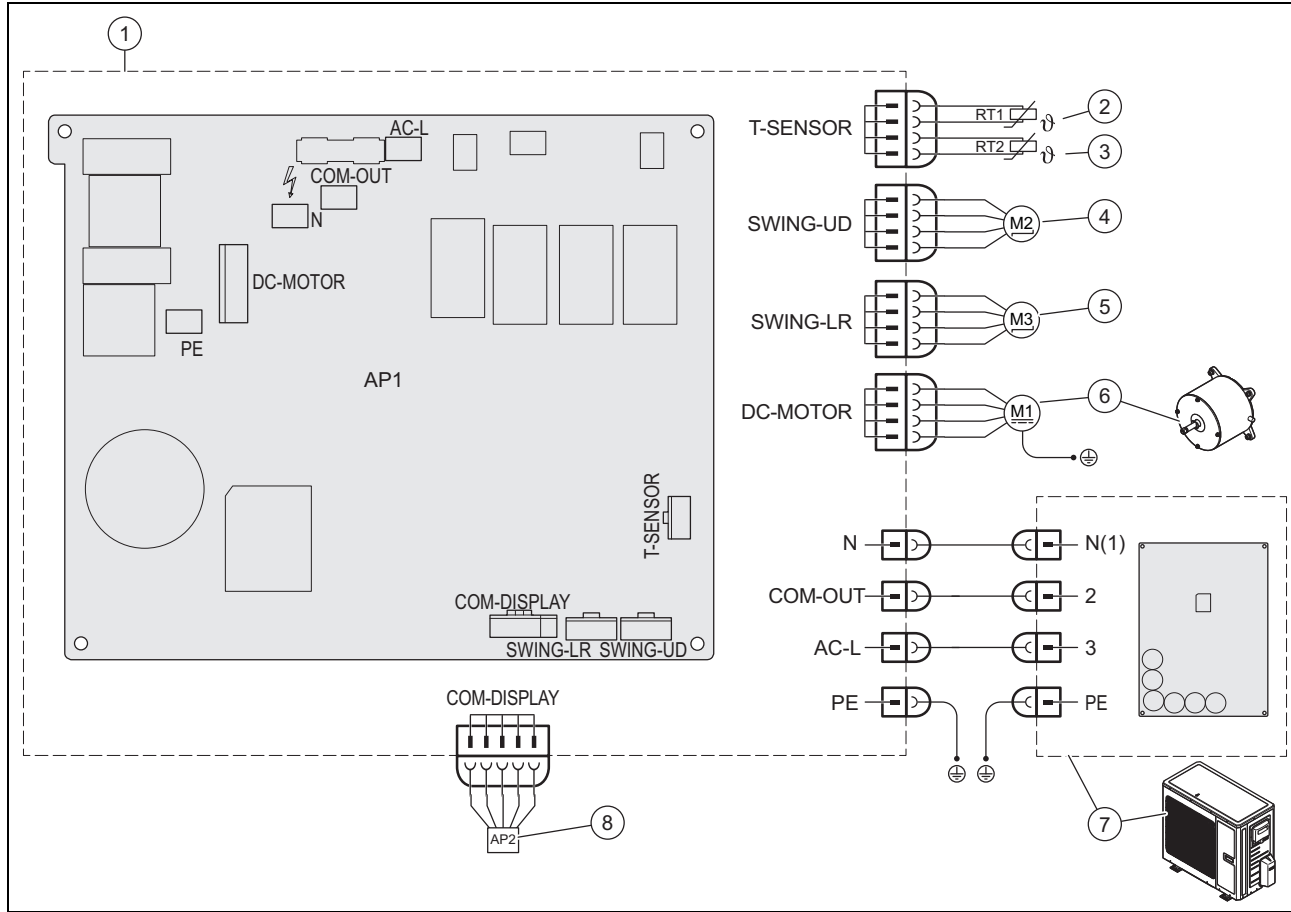 1
AC-L
COM-OUT
N
DC-MOTOR
PE
AP1
T-SENSOR
COM-DISPLAY
SWING-LR SWING-UD
T-SENSOR
RT1
ϑ
2
RT2
ϑ
3
SWING-UD
M2
4
SWING-LR
M3
5
DC-MOTOR
M1
6
N
N(1)
COM-OUT
2
AC-L
3
PE
PE
7
COM-DISPLAY
AP2
8